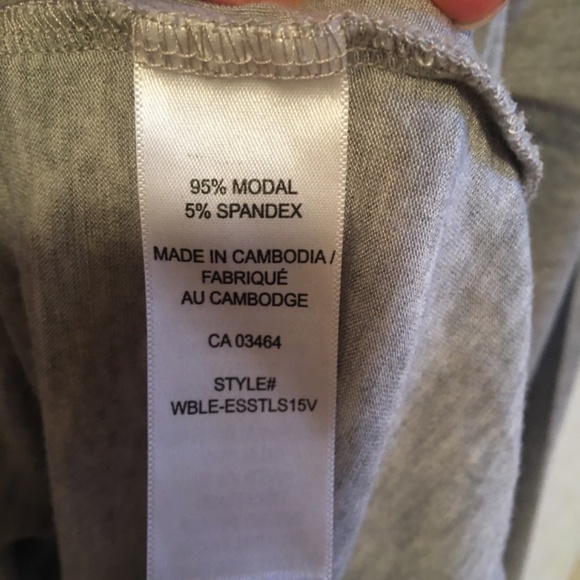 95% MODAL
5% SPANDEX
MADE IN CAMBODIA /
FABRIQUÉ
AU CAMBODGE
CA 03464
STYLE#
WBLE-ESSTLS15V